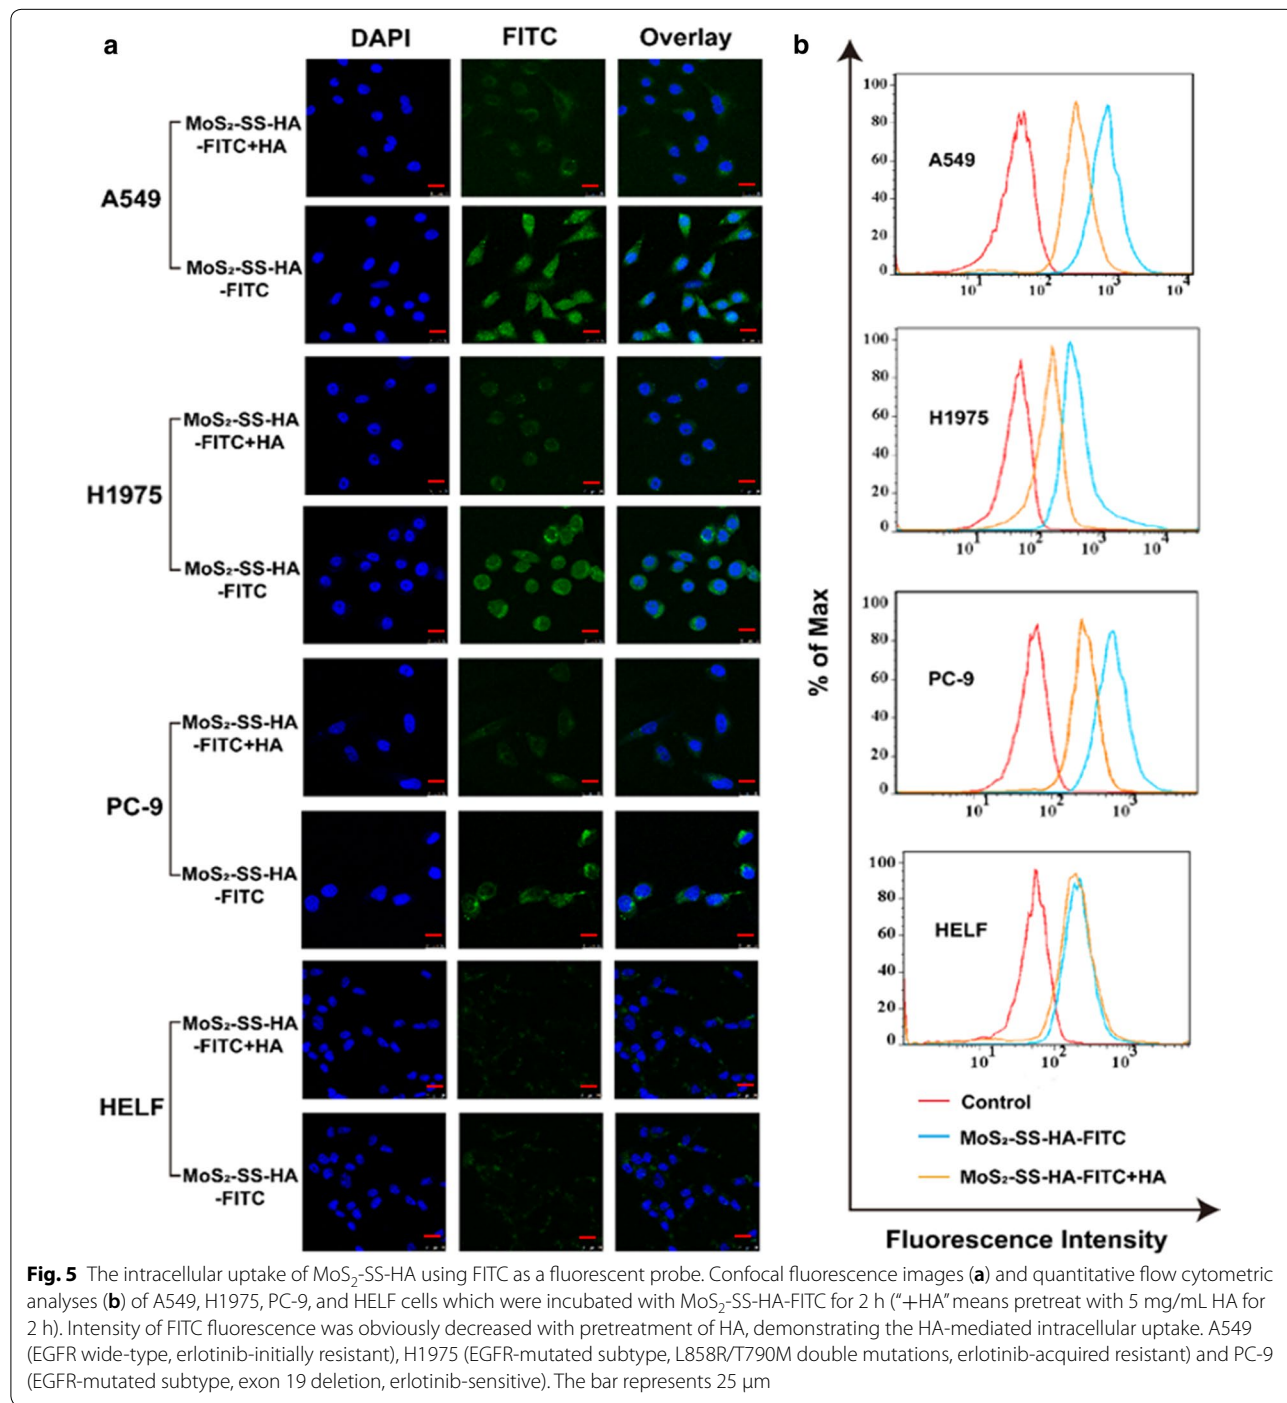 a
DAPI FITC Overlay
A549
MoS₂-SS-HA
-FITC+HA
MoS₂-SS-HA
-FITC
H1975
MoS₂-SS-HA
-FITC+HA
MoS₂-SS-HA
-FITC
PC-9
MoS₂-SS-HA
-FITC+HA
MoS₂-SS-HA
-FITC
HELF
MoS₂-SS-HA
-FITC+HA
MoS₂-SS-HA
-FITC
b
% of Max
100
80
60
40
20
0
A549
10¹ 10² 10³ 10⁴
100
80
60
40
20
0
H1975
10¹ 10² 10³ 10⁴
100
80
60
40
20
0
PC-9
10¹ 10² 10³
100
80
60
40
20
0
HELF
10¹ 10² 10³
Control
MoS₂-SS-HA-FITC
MoS₂-SS-HA-FITC+HA
Fluorescence Intensity
Fig. 5 The intracellular uptake of MoS₂-SS-HA using FITC as a fluorescent probe. Confocal fluorescence images (a) and quantitative flow cytometric
analyses (b) of A549, H1975, PC-9, and HELF cells which were incubated with MoS₂-SS-HA-FITC for 2 h (“+HA” means pretreat with 5 mg/mL HA for
2 h). Intensity of FITC fluorescence was obviously decreased with pretreatment of HA, demonstrating the HA-mediated intracellular uptake. A549
(EGFR wide-type, erlotinib-initially resistant), H1975 (EGFR-mutated subtype, L858R/T790M double mutations, erlotinib-acquired resistant) and PC-9
(EGFR-mutated subtype, exon 19 deletion, erlotinib-sensitive). The bar represents 25 μm